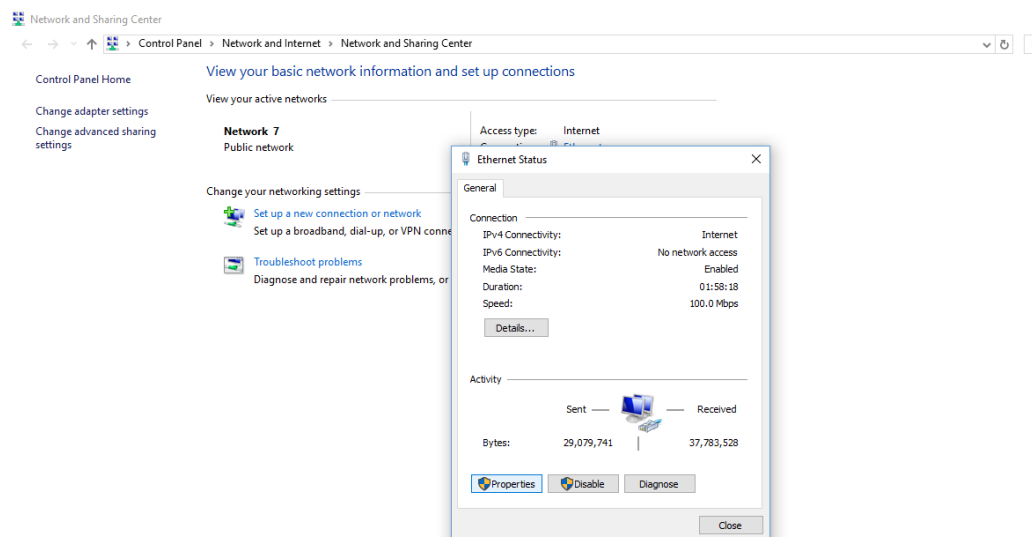 Network and Sharing Center
Control Panel > Network and Internet > Network and Sharing Center
Control Panel Home
Change adapter settings
Change advanced sharing
settings
View your basic network information and set up connections
View your active networks
Network 7
Public network
Access type: Internet
Change your networking settings
Set up a new connection or network
Set up a broadband, dial-up, or VPN conne
Troubleshoot problems
Diagnose and repair network problems, or
Ethernet Status
General
Connection
IPv4 Connectivity: Internet
IPv6 Connectivity: No network access
Media State: Enabled
Duration: 01:58:18
Speed: 100.0 Mbps
Details...
Activity
Sent Received
Bytes: 29,079,741 37,783,528
Properties Disable Diagnose
Close